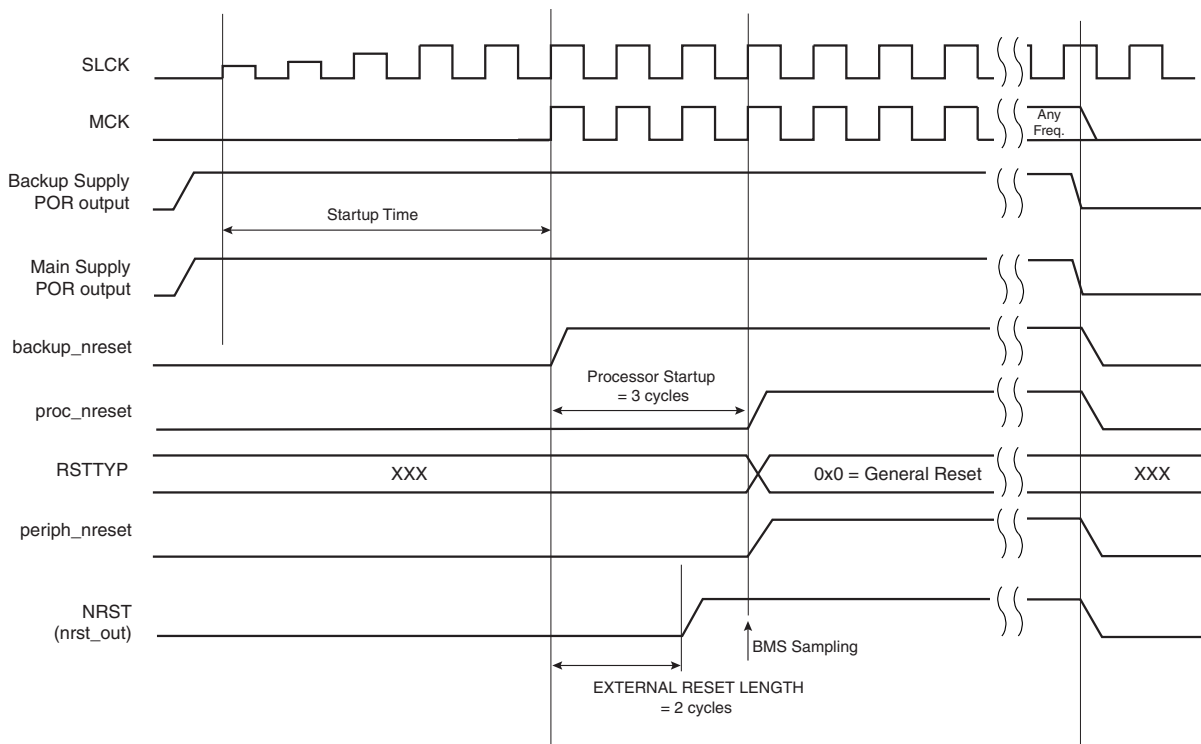 SLCK
MCK
Any
Freq.
Backup Supply
POR output
Startup Time
Main Supply
POR output
backup_nreset
Processor Startup
= 3 cycles
proc_nreset
RSTTYP
XXX
0x0 = General Reset
XXX
periph_nreset
NRST
(nrst_out)
BMS Sampling
EXTERNAL RESET LENGTH
= 2 cycles